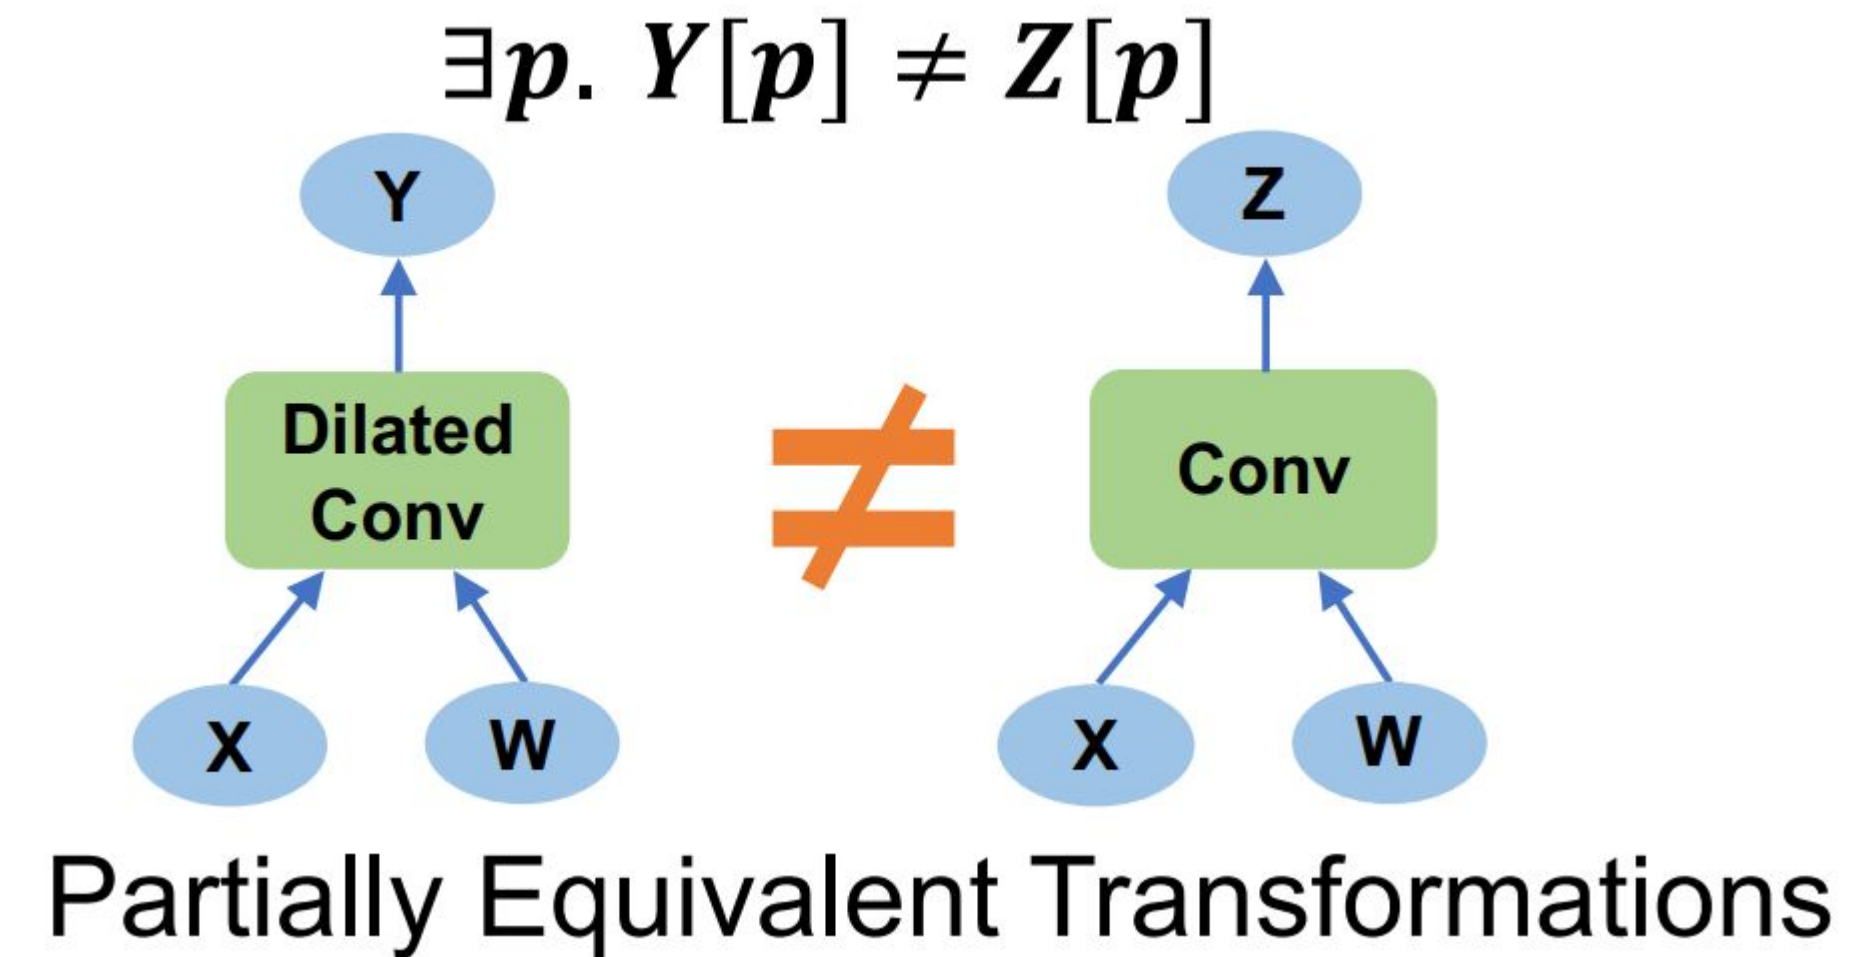 ∃p. Y[p] ≠ Z[p]
Y
Z
Dilated
Conv
≠
Conv
X
W
X
W
Partially Equivalent Transformations